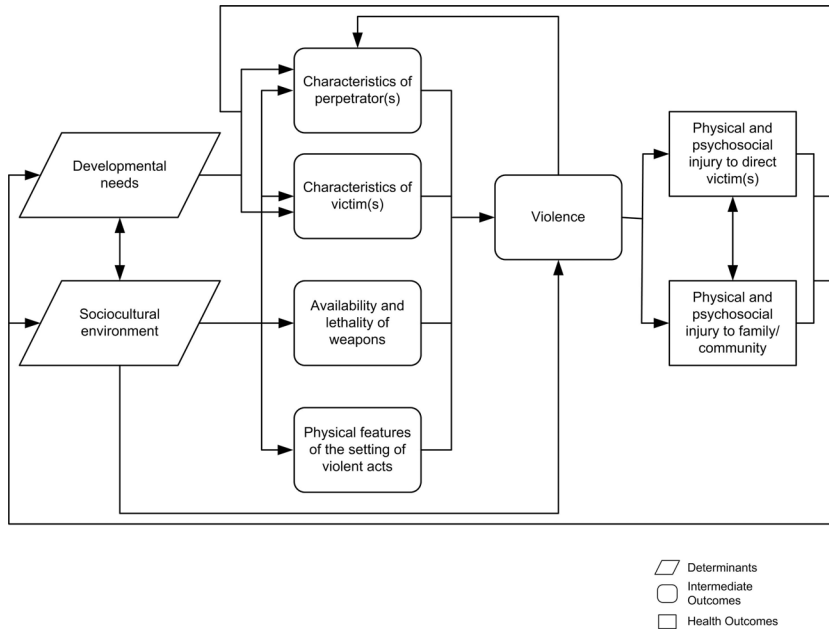 Characteristics of
perpetrator(s)
Developmental
needs
Characteristics of
victim(s)
Violence
Physical and
psychosocial
injury to direct
victim(s)
Sociocultural
environment
Availability and
lethality of
weapons
Physical and
psychosocial
injury to family/
community
Physical features
of the setting of
violent acts
Determinants
Intermediate
Outcomes
Health Outcomes